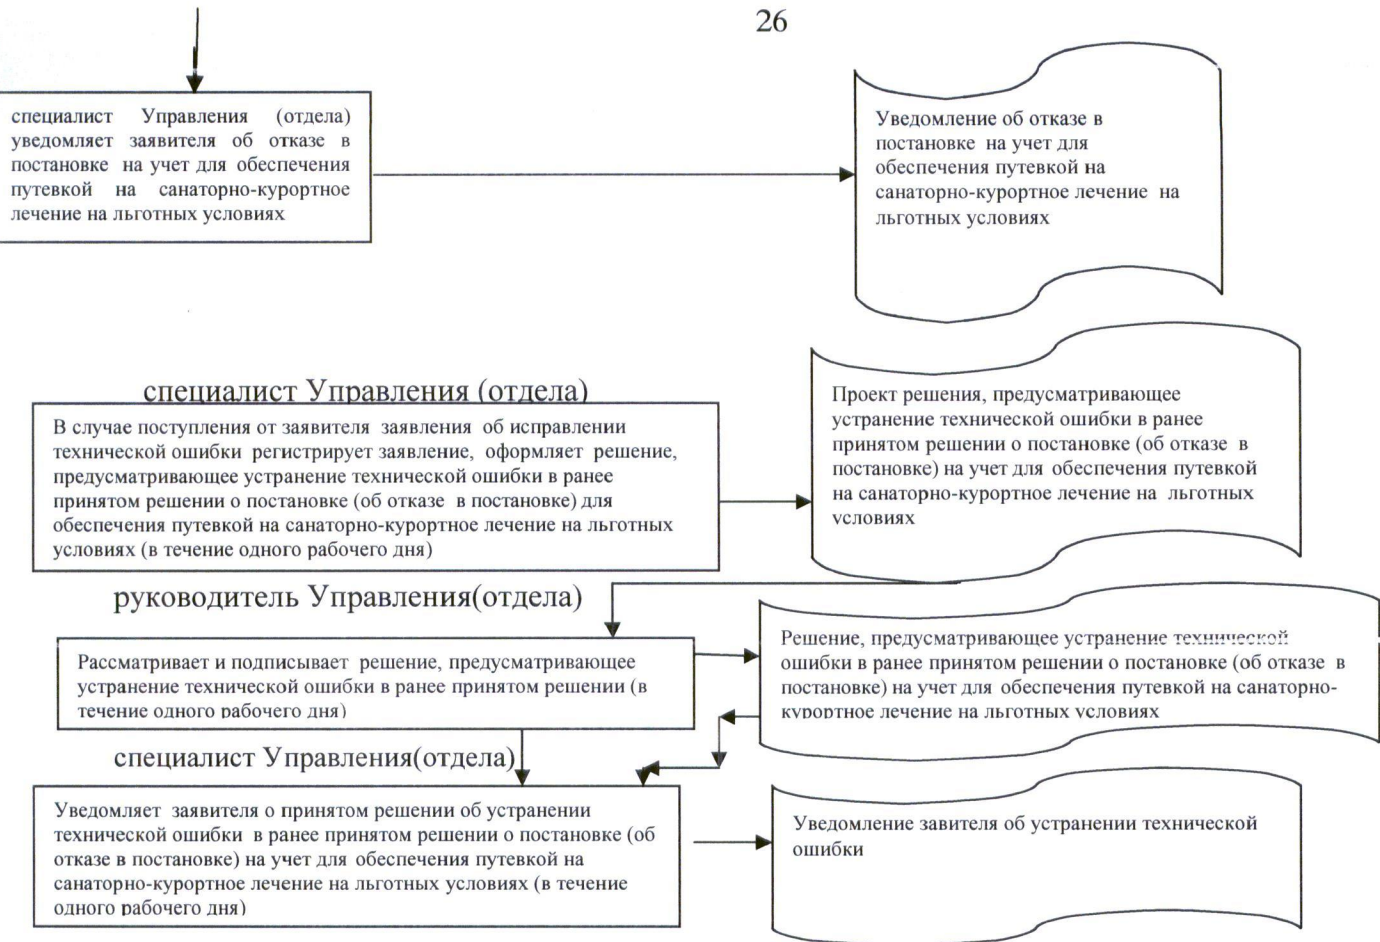 26
специалист Управления (отдела)
уведомляет заявителя об отказе в
постановке на учет для обеспечения
путевкой на санаторно-курортное
лечение на льготных условиях
Уведомление об отказе в
постановке на учет для
обеспечения путевкой на
санаторно-курортное лечение на
льготных условиях
специалист Управления (отдела)
В случае поступления от заявителя заявления об исправлении
технической ошибки регистрирует заявление, оформляет решение,
предусматривающее устранение технической ошибки в ранее
принятом решении о постановке (об отказе в постановке) для
обеспечения путевкой на санаторно-курортное лечение на льготных
условиях (в течение одного рабочего дня)
Проект решения, предусматривающее
устранение технической ошибки в ранее
принятом решении о постановке (об отказе в
постановке) на учет для обеспечения путевкой
на санаторно-курортное лечение на льготных
условиях
руководитель Управления(отдела)
Рассматривает и подписывает решение, предусматривающее
устранение технической ошибки в ранее принятом решении (в
течение одного рабочего дня)
Решение, предусматривающее устранение технической
ошибки в ранее принятом решении о постановке (об отказе в
постановке) на учет для обеспечения путевкой на санаторно-
курортное лечение на льготных условиях
специалист Управления(отдела)
Уведомляет заявителя о принятом решении об устранении
технической ошибки в ранее принятом решении о постановке (об
отказе в постановке) на учет для обеспечения путевкой на
санаторно-курортное лечение на льготных условиях (в течение
одного рабочего дня)
Уведомление завителя об устранении технической
ошибки